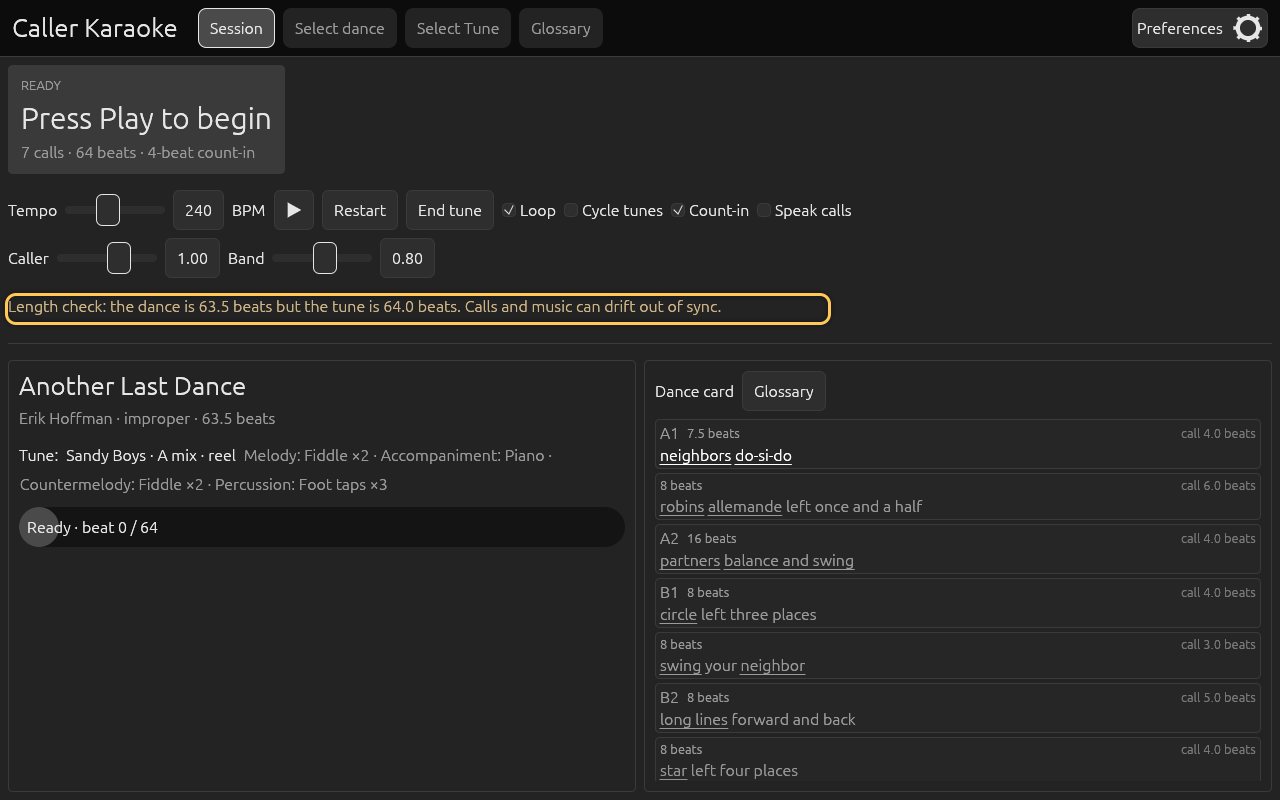 Caller Karaoke Session Select dance Select Tune Glossary Preferences
READY
Press Play to begin
7 calls · 64 beats · 4-beat count-in
Tempo 240 BPM Restart End tune Loop Cycle tunes Count-in Speak calls
Caller 1.00 Band 0.80
Length check: the dance is 63.5 beats but the tune is 64.0 beats. Calls and music can drift out of sync.
Another Last Dance
Erik Hoffman · improper · 63.5 beats
Tune: Sandy Boys · A mix · reel Melody: Fiddle ×2 · Accompaniment: Piano ·
Countermelody: Fiddle ×2 · Percussion: Foot taps ×3
Ready · beat 0 / 64
Dance card Glossary
A1 7.5 beats call 4.0 beats
neighbors do-si-do
8 beats call 6.0 beats
robins allemande left once and a half
A2 16 beats call 4.0 beats
partners balance and swing
B1 8 beats call 4.0 beats
circle left three places
8 beats call 3.0 beats
swing your neighbor
B2 8 beats call 5.0 beats
long lines forward and back
8 beats call 4.0 beats
star left four places